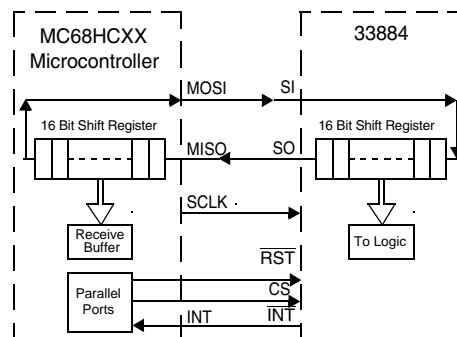 MC68HCXX
Microcontroller
33884
MOSI SI
16 Bit Shift Register
16 Bit Shift Register
MISO SO
SCLK
Receive
Buffer
To Logic
RST
Parallel
Ports
CS
INT INT